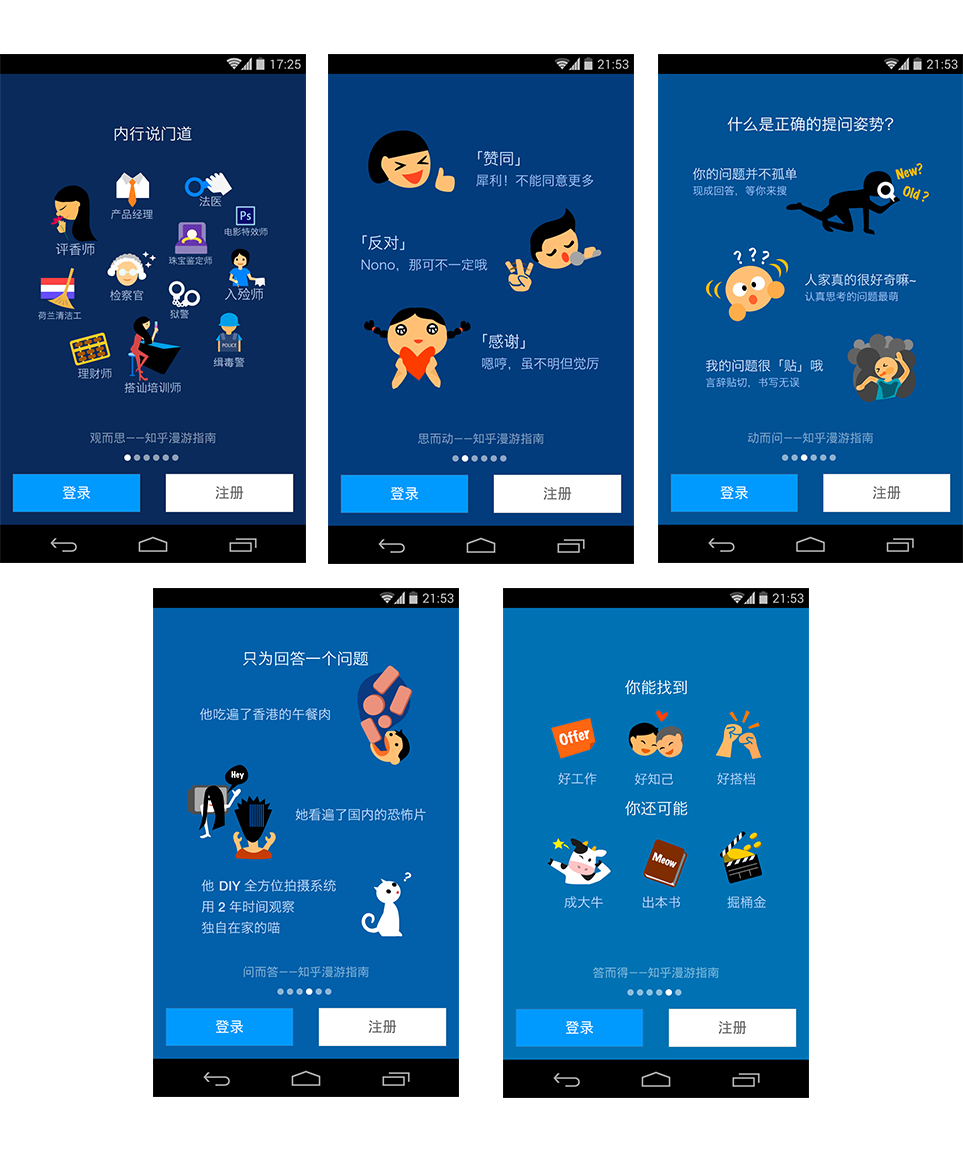 17:25
内行说门道
产品经理
法医
Ps
电影特效师
评香师
珠宝鉴定师
检察官
入殓师
荷兰清洁工
狱警
POLICE
理财师
搭讪培训师
缉毒警
观而思——知乎漫游指南
登录
注册
21:53
「赞同」
犀利！不能同意更多
「反对」
Nono，那可不一定哦
「感谢」
嗯哼，虽不明但觉厉
思而动——知乎漫游指南
登录
注册
21:53
什么是正确的提问姿势？
你的问题并不孤单
现成回答，等你来搜
New?
Old ?
? ? ?
人家真的很好奇嘛~
认真思考的问题最萌
我的问题很「贴」哦
言辞贴切，书写无误
动而问——知乎漫游指南
登录
注册
21:53
只为回答一个问题
他吃遍了香港的午餐肉
Hey
她看遍了国内的恐怖片
他 DIY 全方位拍摄系统
用 2 年时间观察
独自在家的喵
?
问而答——知乎漫游指南
登录
注册
21:53
你能找到
Offer
好工作
好知己
好搭档
你还可能
Meow
成大牛
出本书
掘桶金
答而得——知乎漫游指南
登录
注册